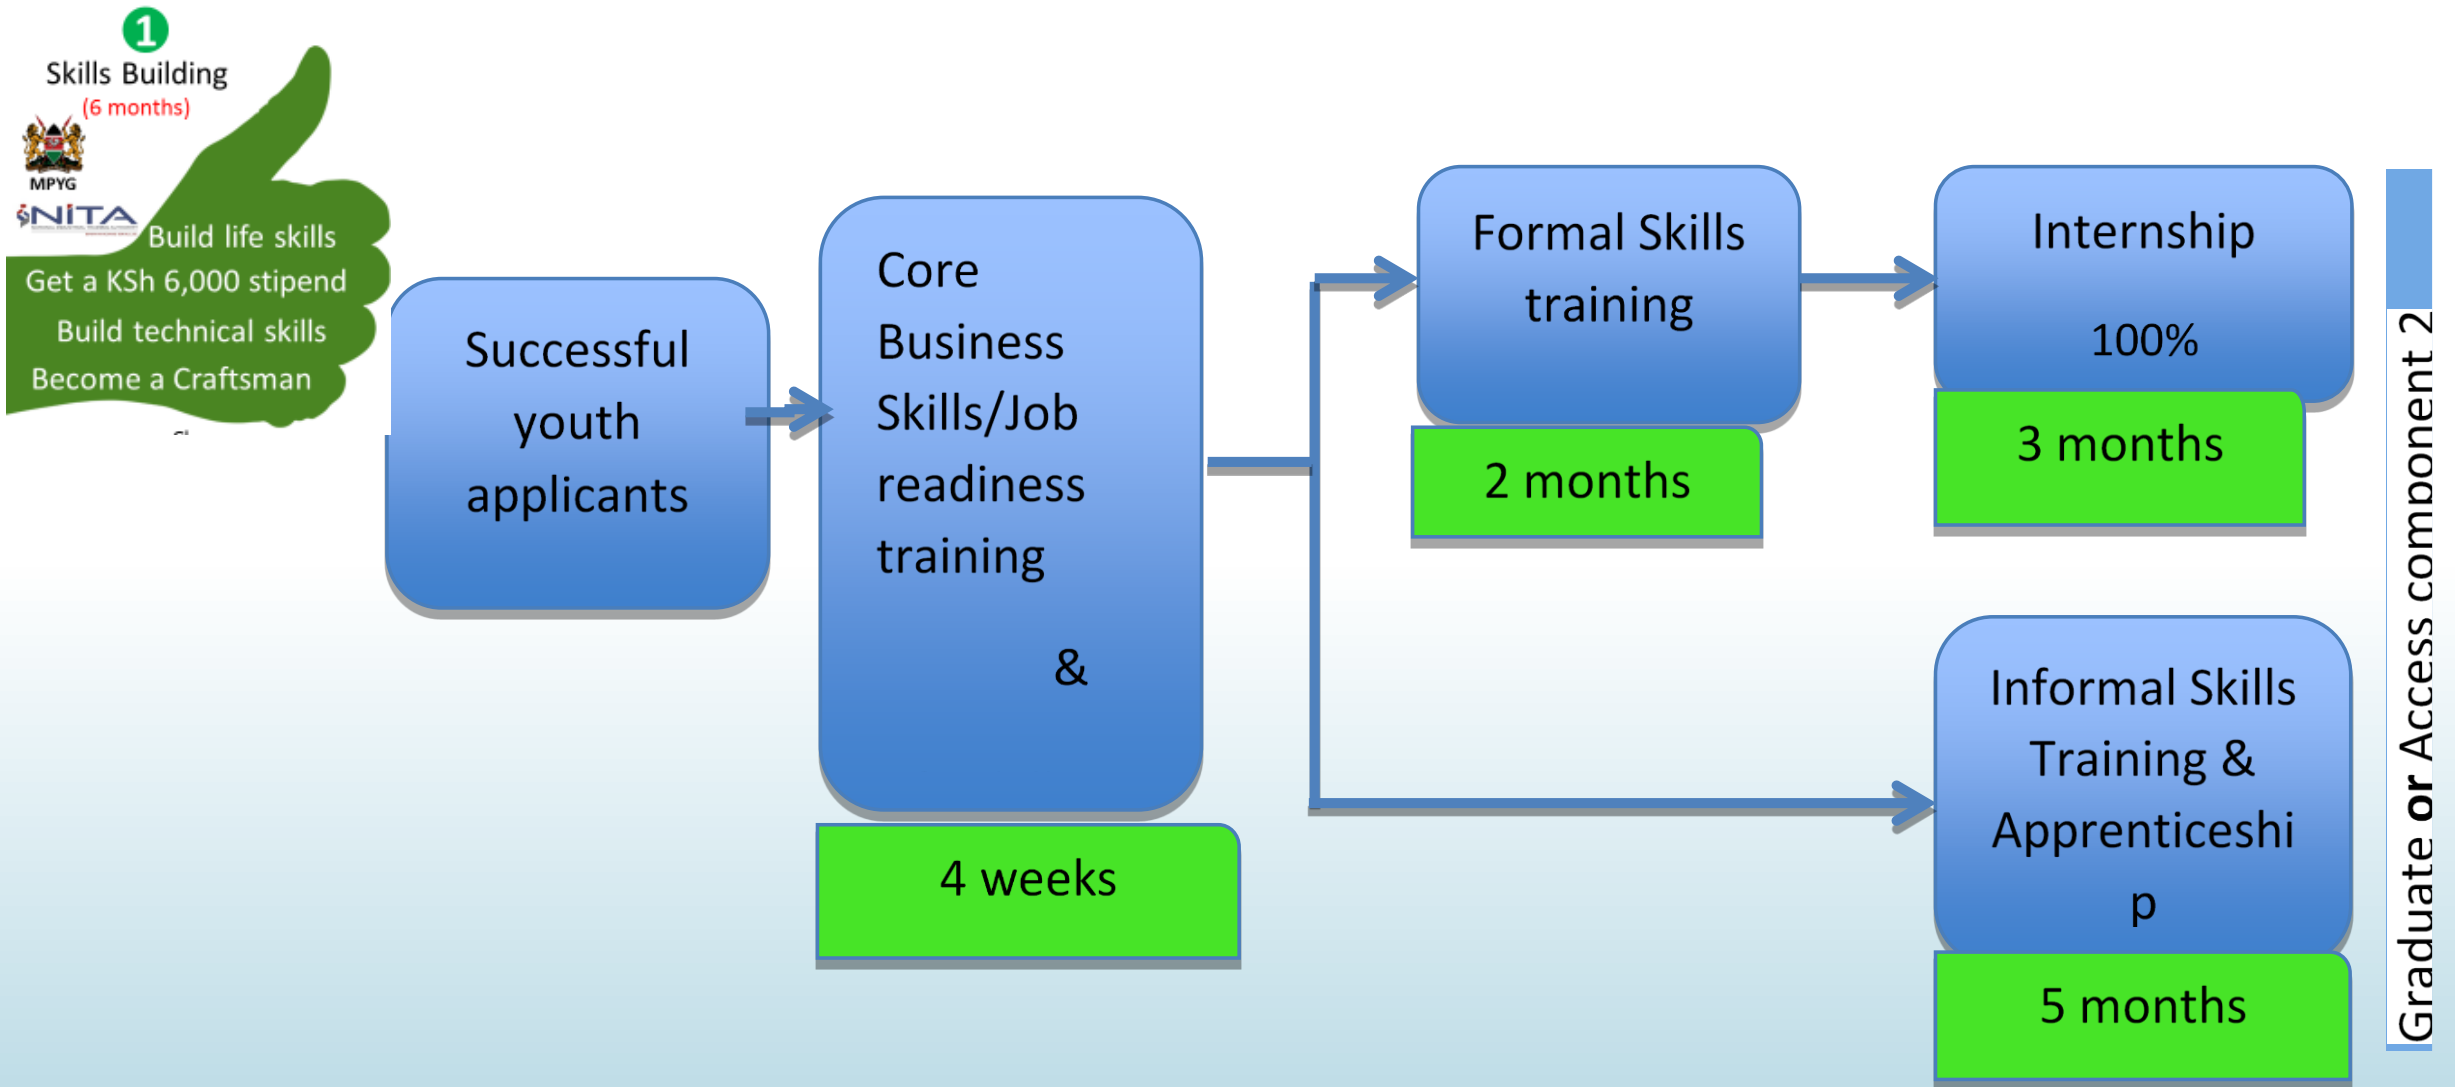 1
Skills Building
(6 months)
MPYG
NITA
Build life skills
Get a KSh 6,000 stipend
Build technical skills
Become a Craftsman
Successful
youth
applicants
Core
Business
Skills/Job
readiness
training
&
4 weeks
Formal Skills
training
2 months
Internship
100%
3 months
Informal Skills
Training &
Apprenticeshi
p
5 months
Graduate or Access component 2